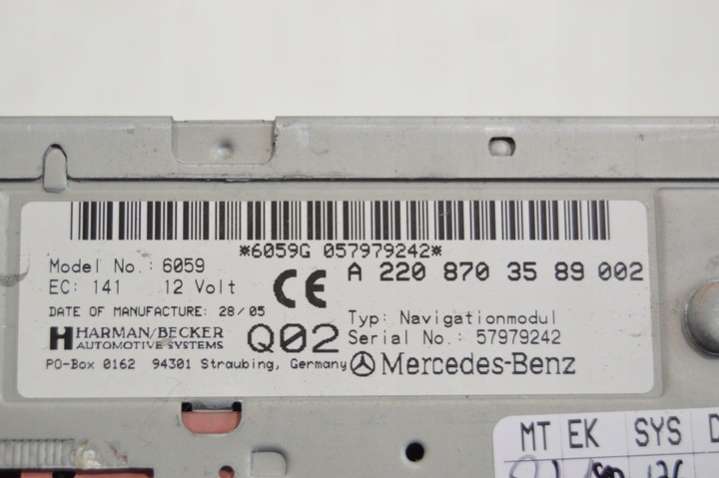 *6059G 057979242*
Model No.: 6059
EC: 141 12 Volt
CE
A 220 870 35 89 002
DATE OF MANUFACTURE: 28/05
HARMAN/BECKER
AUTOMOTIVE SYSTEMS
Q02
Typ: Navigationmodul
Serial No.: 57979242
PO-Box 0162 94301 Straubing, Germany
Mercedes-Benz
MT EK SYS